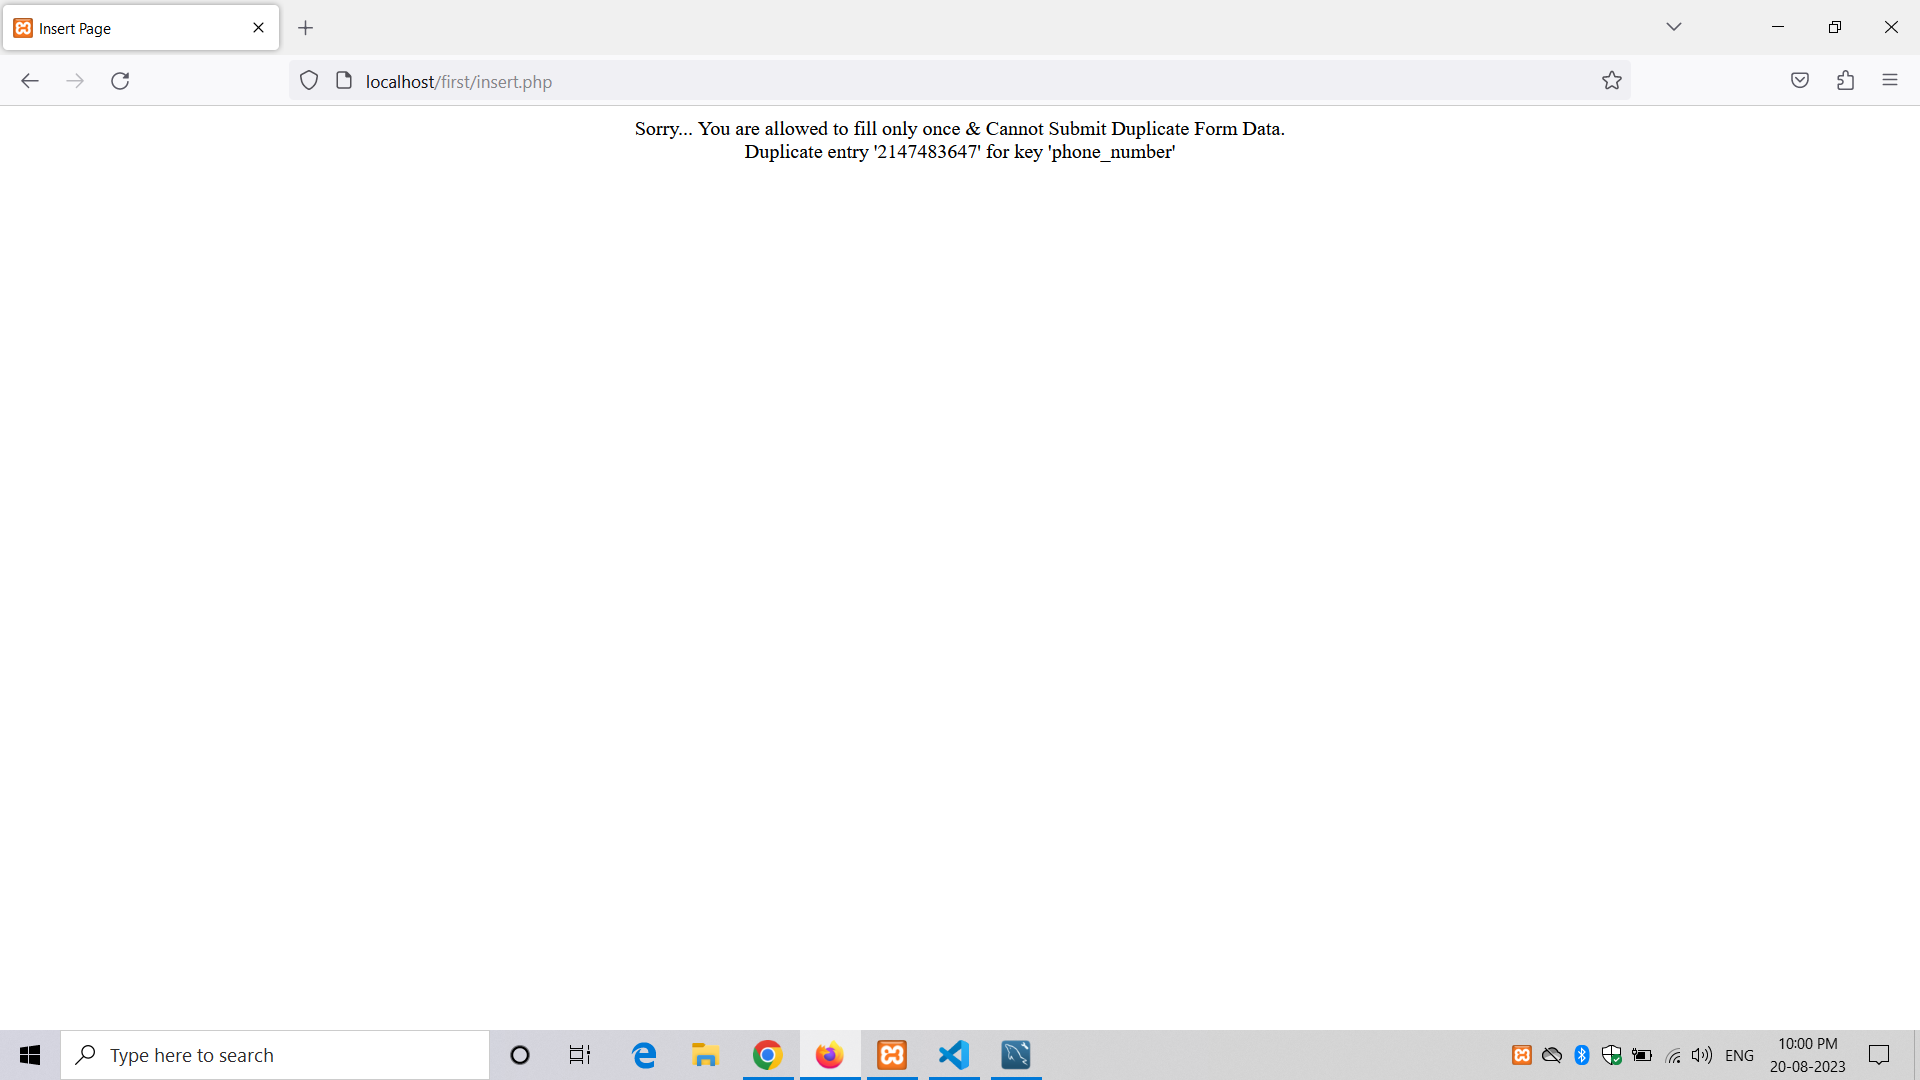 Insert Page
localhost/first/insert.php
Sorry... You are allowed to fill only once & Cannot Submit Duplicate Form Data.
Duplicate entry '2147483647' for key 'phone_number'
Type here to search
ENG
10:00 PM
20-08-2023